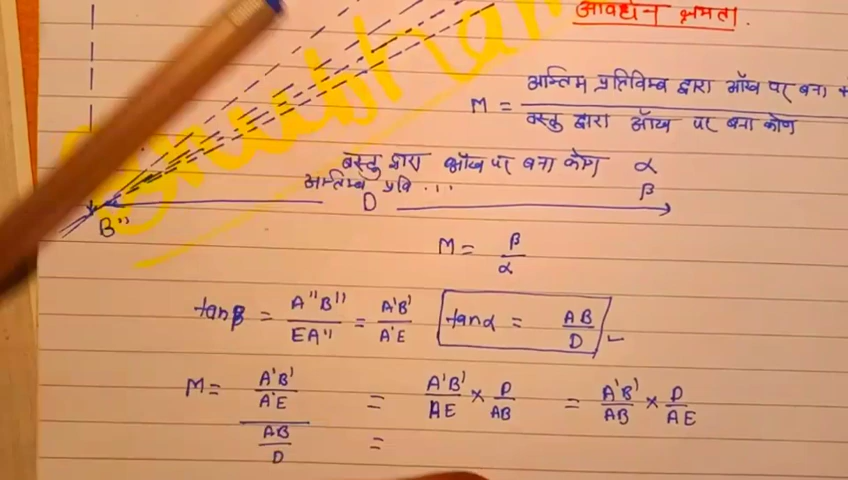 आवर्धन क्षमता.
M = अन्तिम प्रतिबिम्ब द्वारा आँख पर बना / वस्तु द्वारा आँख पर बना कोण
वस्तु द्वारा आँख पर बना कोण α
अन्तिम प्रति... β
D
B"
M = β/α
tanβ = A"B"/EA" = A'B'/A'E tanα = AB/D
M = (A'B'/A'E)/(AB/D) = A'B'/AE × D/AB = A'B'/AB × D/AE
=